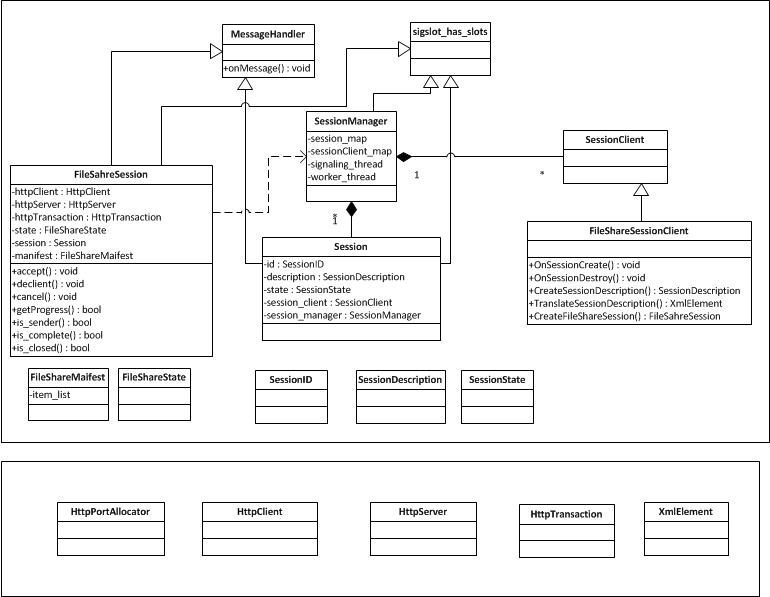 MessageHandler
+onMessage() : void
sigslot_has_slots
SessionManager
-session_map
-sessionClient_map
-signaling_thread
-worker_thread
SessionClient
1
*
FileSahreSession
-httpClient : HttpClient
-httpServer : HttpServer
-httpTransaction : HttpTransaction
-state : FileShareState
-session : Session
-manifest : FileShareMaifest
+accept() : void
+declient() : void
+cancel() : void
+getProgress() : bool
+is_sender() : bool
+is_complete() : bool
+is_closed() : bool
*
1
Session
-id : SessionID
-description : SessionDescription
-state : SessionState
-session_client : SessionClient
-session_manager : SessionManager
FileShareSessionClient
+OnSessionCreate() : void
+OnSessionDestroy() : void
+CreateSessionDescription() : SessionDescription
+TranslateSessionDescription() : XmlElement
+CreateFileShareSession() : FileSahreSession
FileShareMaifest
-item_list
FileShareState
SessionID
SessionDescription
SessionState
HttpPortAllocator
HttpClient
HttpServer
HttpTransaction
XmlElement